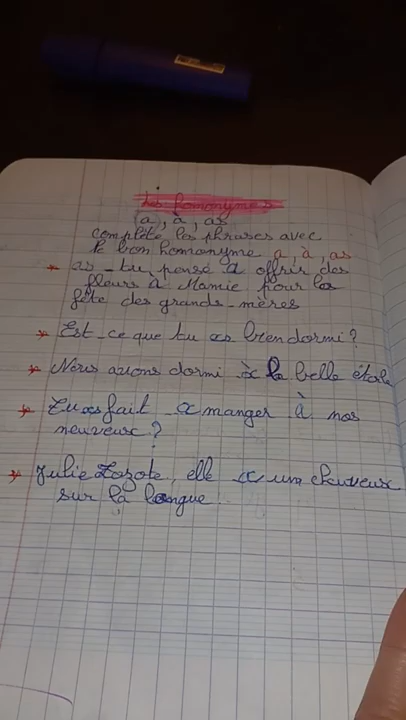 Les homonymes
a, à, as
complète les phrases avec
le bon homonyme a, à, as
as-tu pensé a offrir des
fleurs à Mamie pour la
fête des grands-mères
Est ce que tu as bien dormi ?
Nous avons dormi à la belle étoile
Tu as fait a manger à nos
neuveux ?
Julie Zozote, elle a un cheuveux
sur la langue.